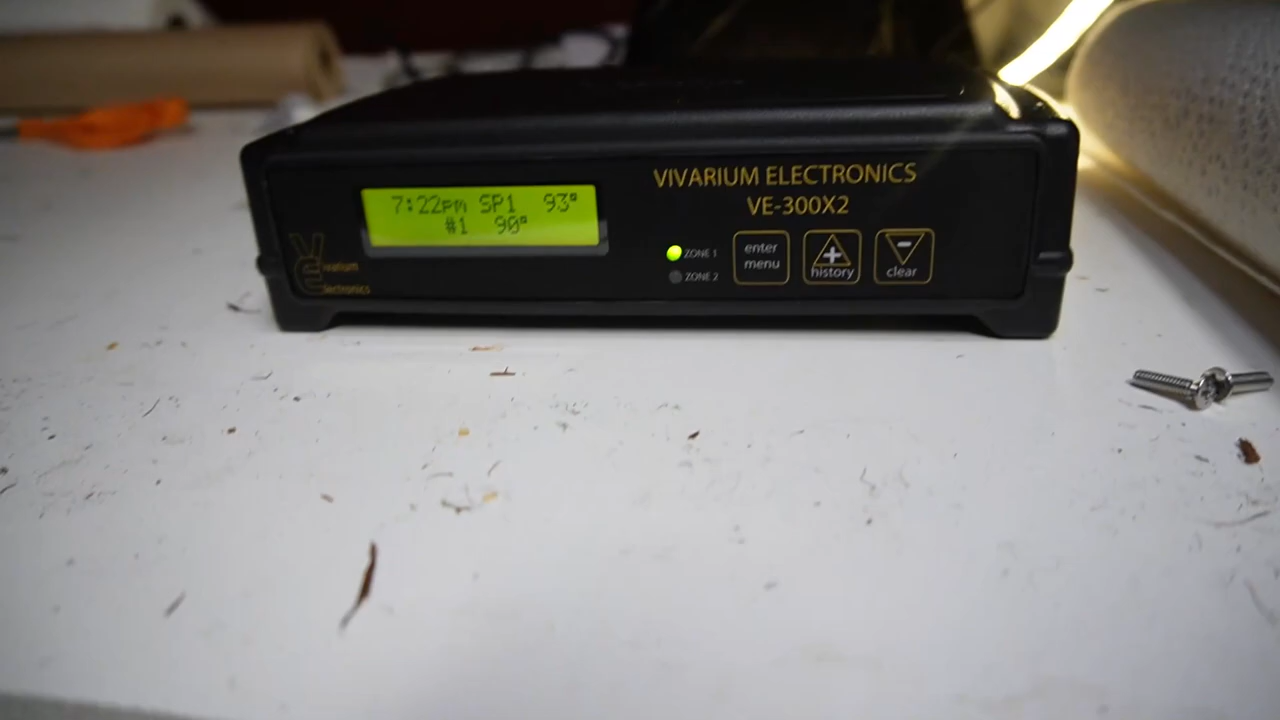 VIVARIUM ELECTRONICS
VE-300X2
7:22pm SP1 93°
#1 90°
ZONE 1
ZONE 2
enter
menu
+
history
-
clear
Vivarium
Electronics